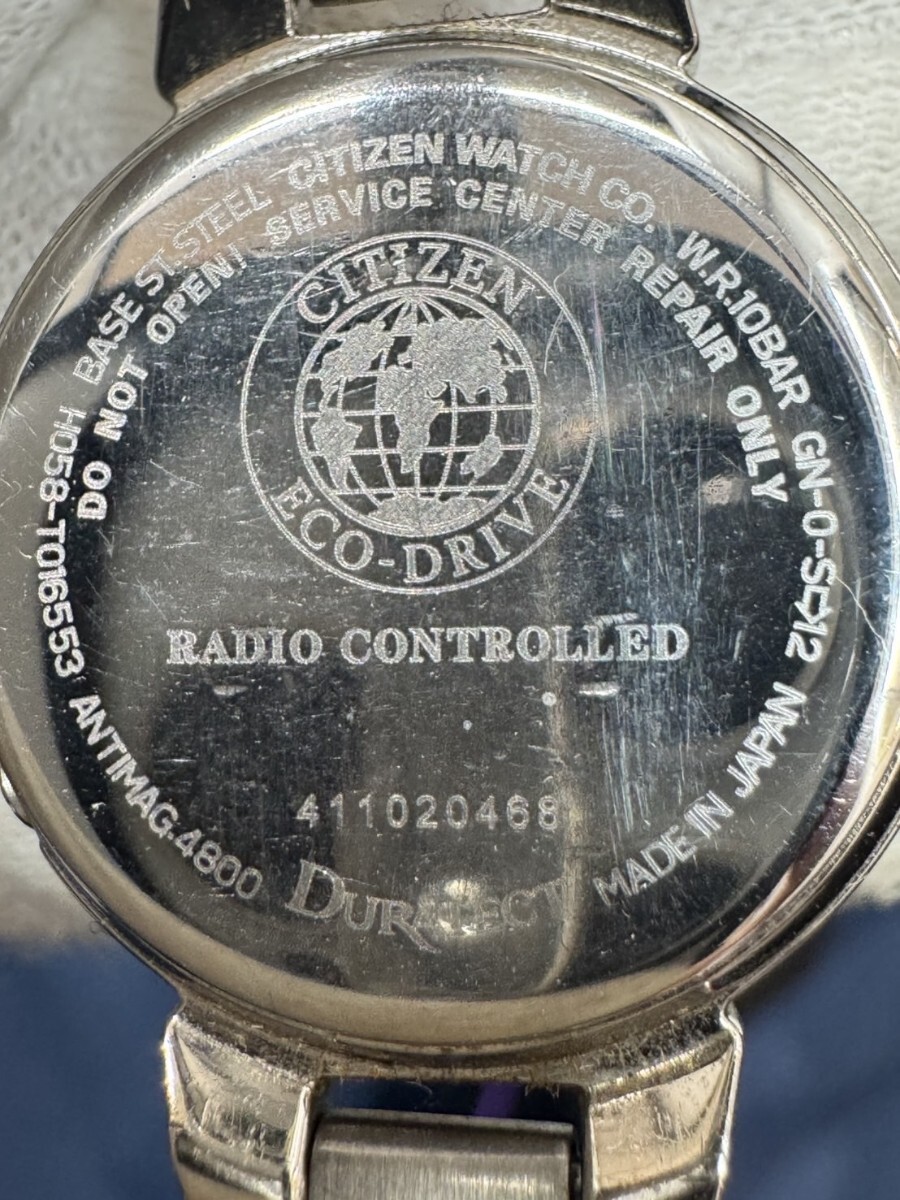 BASE ST.STEEL CITIZEN WATCH CO. W.R.10BAR GN-0-S
DO NOT OPEN! SERVICE CENTER REPAIR ONLY
CITIZEN
ECO-DRIVE
RADIO CONTROLLED
411020468
H058-T016553 ANTIMAG.4800 DURATECT MADE IN JAPAN